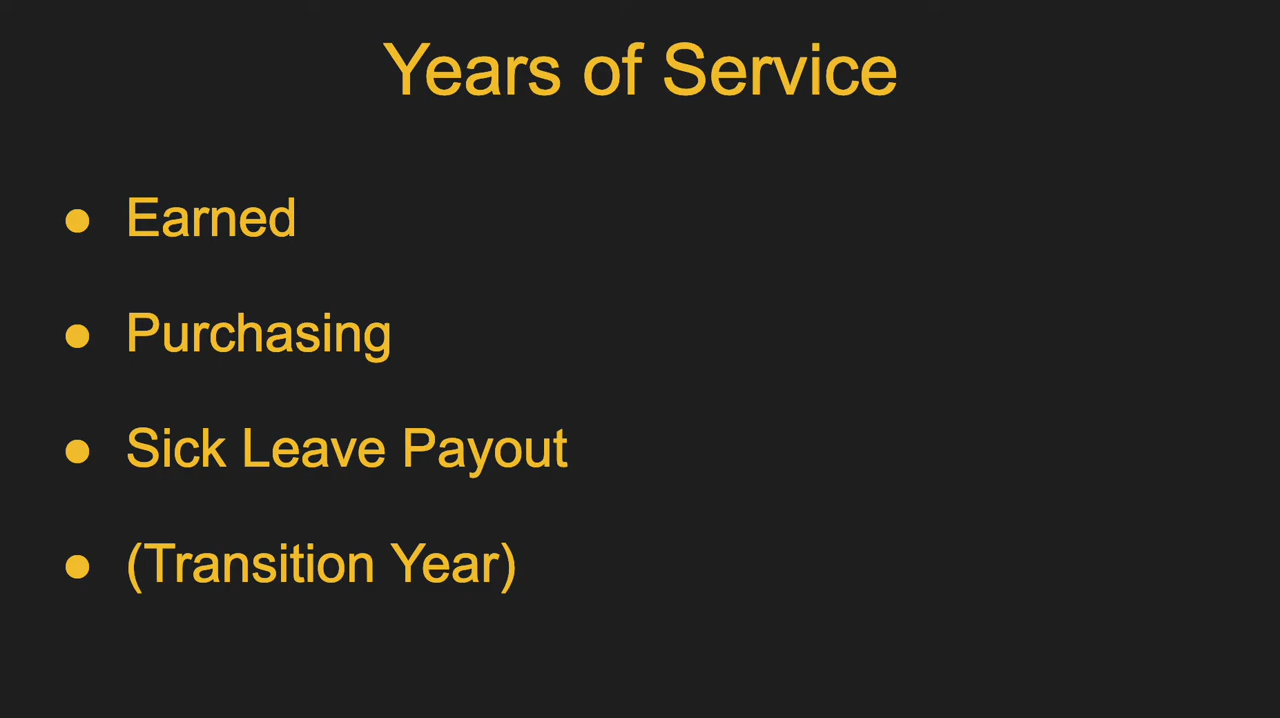 Years of Service
● Earned
● Purchasing
● Sick Leave Payout
● (Transition Year)